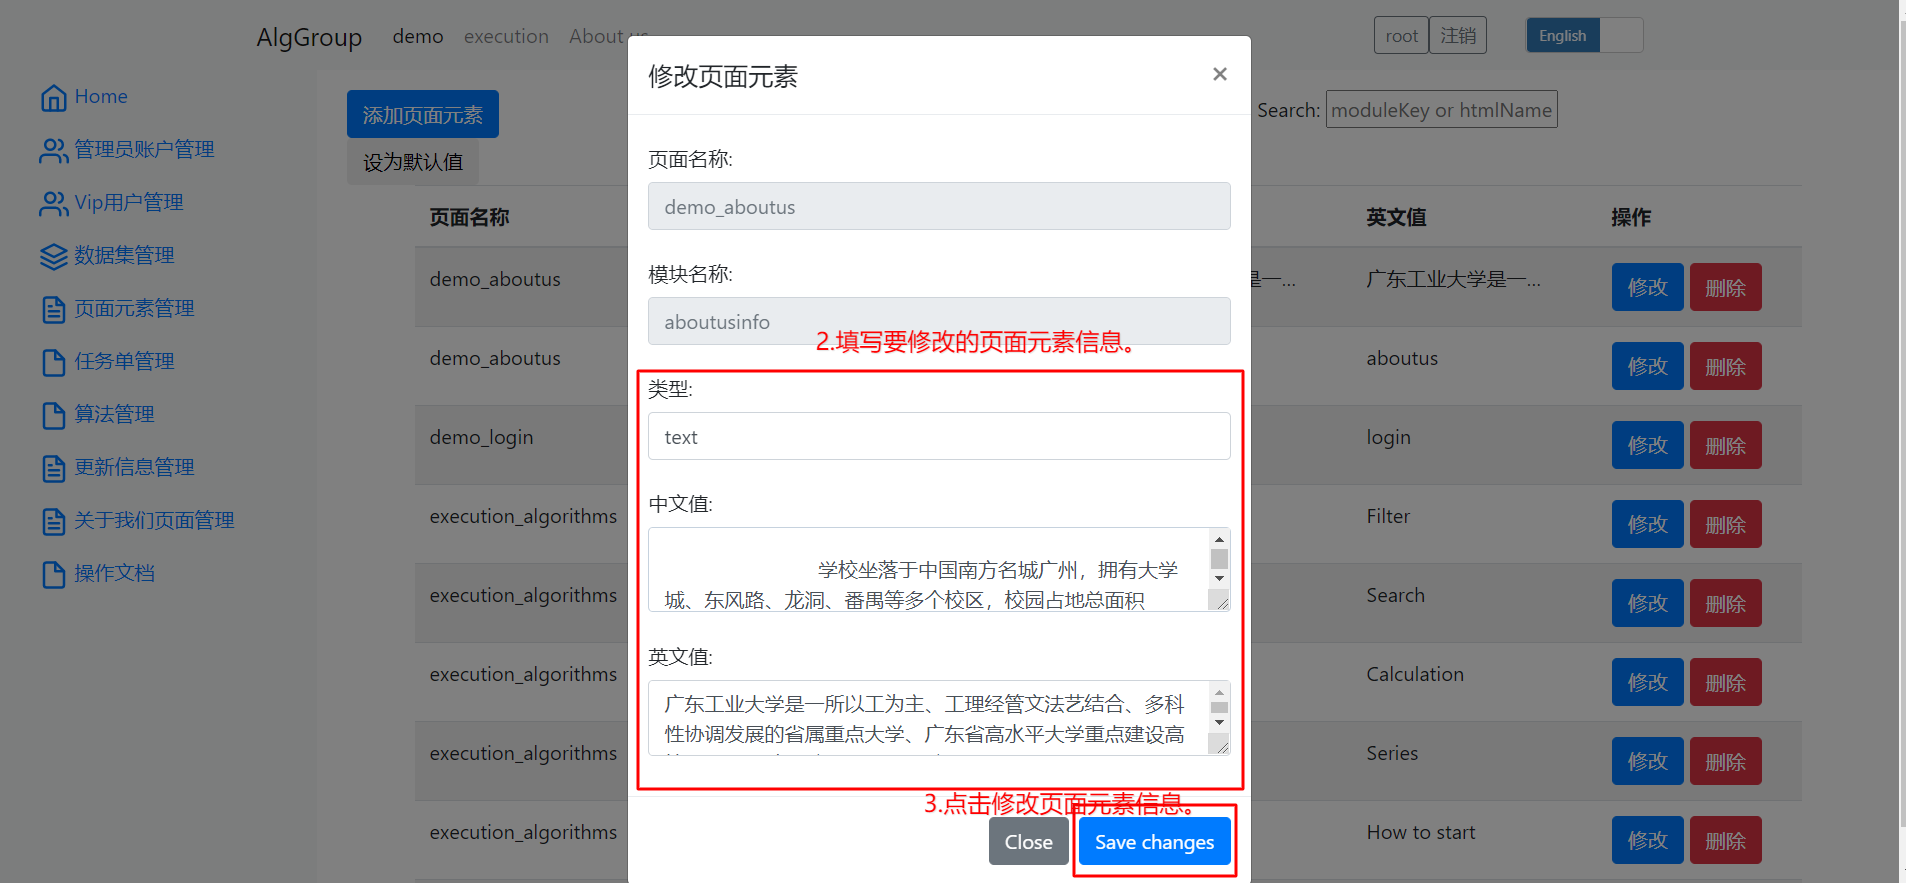 AlgGroup demo execution About us root 注销 English
Home
管理员账户管理
Vip用户管理
数据集管理
页面元素管理
任务单管理
算法管理
更新信息管理
关于我们页面管理
操作文档
添加页面元素
设为默认值
Search: moduleKey or htmlName
页面名称 英文值 操作
demo_aboutus 是一... 广东工业大学是一... 修改 删除
demo_aboutus aboutus 修改 删除
demo_login login 修改 删除
execution_algorithms Filter 修改 删除
execution_algorithms Search 修改 删除
execution_algorithms Calculation 修改 删除
execution_algorithms Series 修改 删除
execution_algorithms How to start 修改 删除
修改页面元素 ×
页面名称:
demo_aboutus
模块名称:
aboutusinfo
2.填写要修改的页面元素信息。
类型:
text
中文值:
学校坐落于中国南方名城广州，拥有大学
城、东风路、龙洞、番禺等多个校区，校园占地总面积
英文值:
广东工业大学是一所以工为主、工理经管文法艺结合、多科
性协调发展的省属重点大学、广东省高水平大学重点建设高
3.点击修改页面元素信息。
Close Save changes